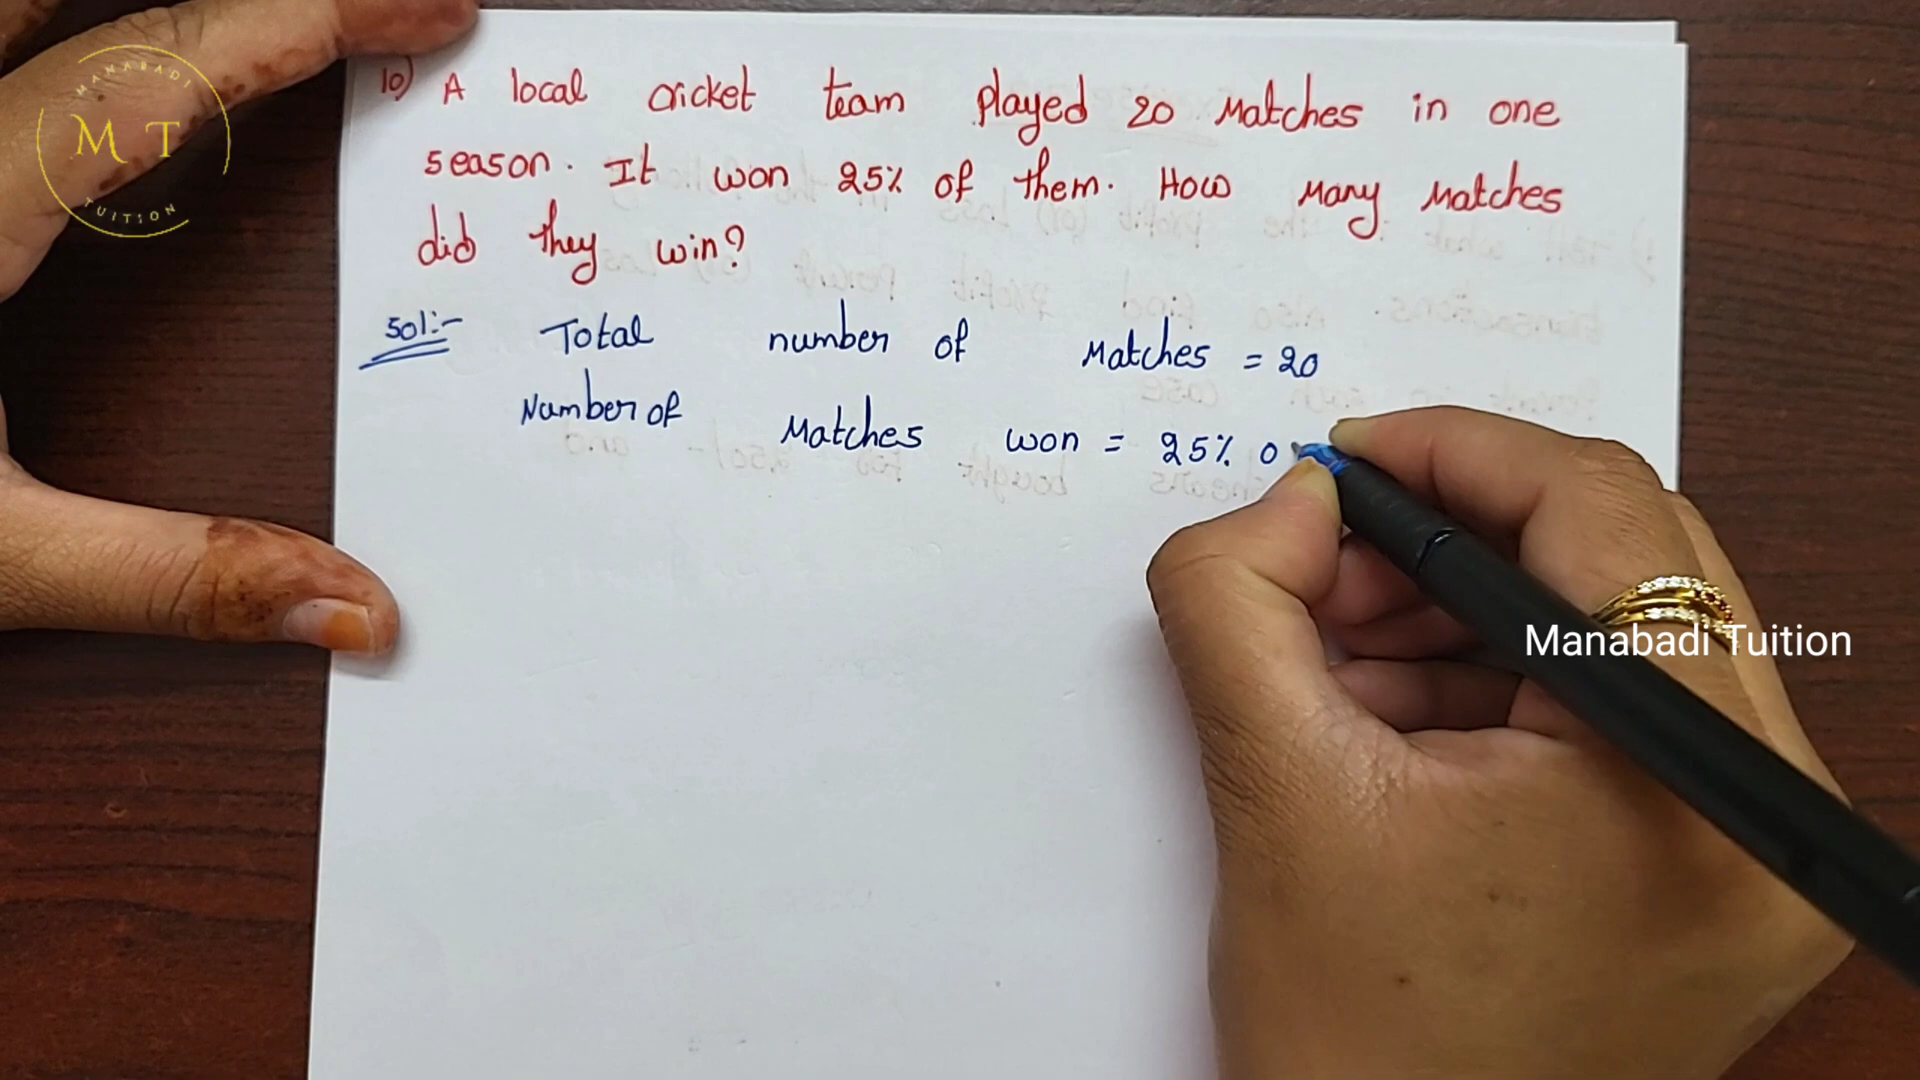 MANABADI
M T
TUITION
10) A local cricket team played 20 Matches in one
season. It won 25% of them. How Many Matches
did they win?
Sol:- Total number of Matches = 20
Number of Matches won = 25% o
Manabadi Tuition